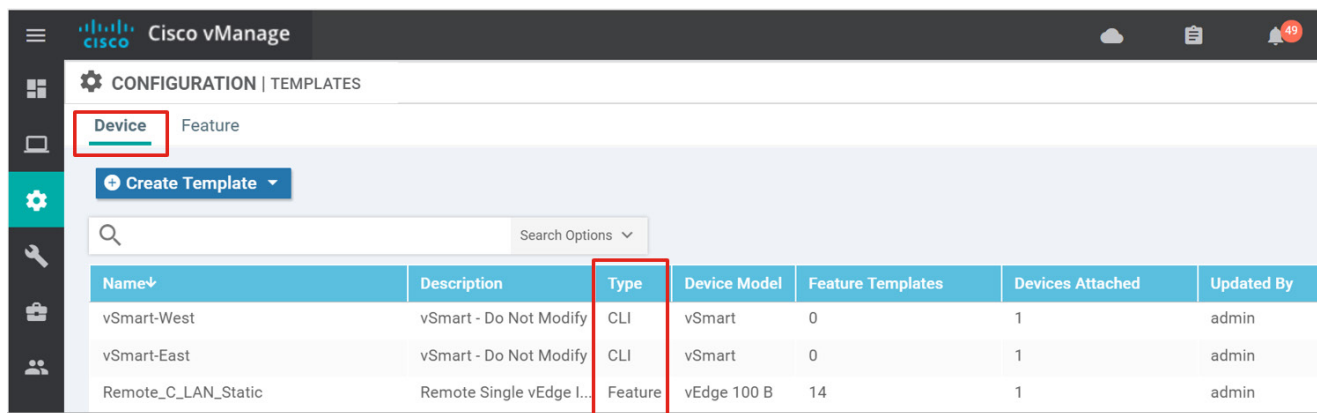 cisco Cisco vManage 49
CONFIGURATION | TEMPLATES
Device Feature
Create Template
Search Options
Name Description Type Device Model Feature Templates Devices Attached Updated By
vSmart-West vSmart - Do Not Modify CLI vSmart 0 1 admin
vSmart-East vSmart - Do Not Modify CLI vSmart 0 1 admin
Remote_C_LAN_Static Remote Single vEdge I... Feature vEdge 100 B 14 1 admin